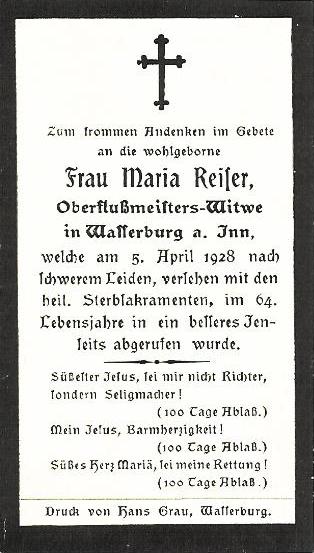 Zum frommen Andenken im Gebete
an die wohlgeborne
Frau Maria Reiser,
Oberflußmeisters-Witwe
in Wasserburg a. Inn,
welche am 5. April 1928 nach
schwerem Leiden, versehen mit den
heil. Sterbsakramenten, im 64.
Lebensjahre in ein besseres Jen-
seits abgerufen wurde.
Süßester Jesus, sei mir nicht Richter,
sondern Seligmacher!
(100 Tage Ablaß.)
Mein Jesus, Barmherzigkeit!
(100 Tage Ablaß.)
Süßes Herz Mariä, sei meine Rettung!
(100 Tage Ablaß.)
Druck von Hans Grau, Wasserburg.